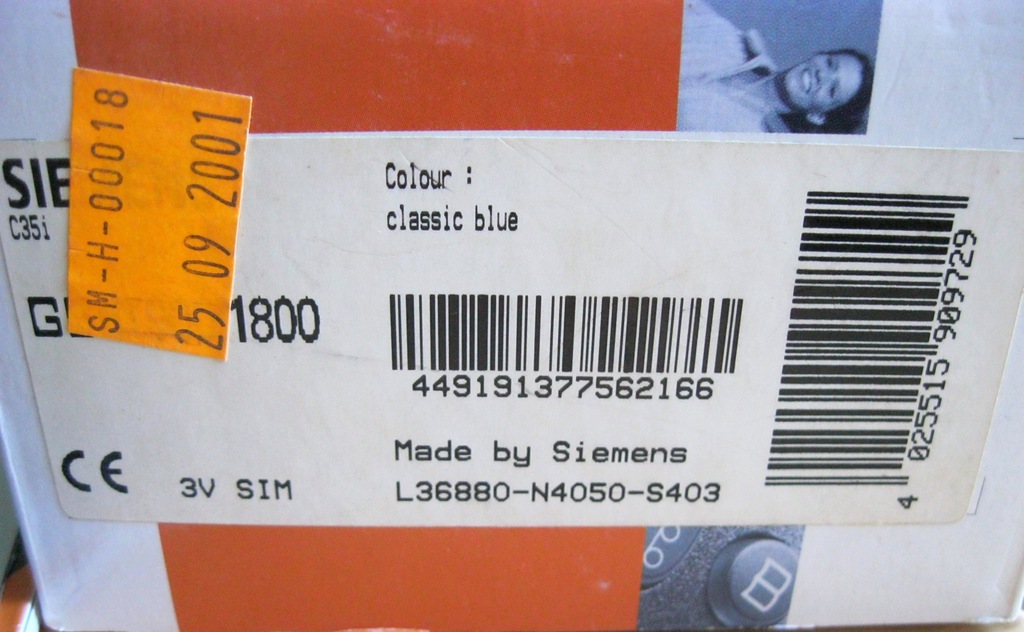 SM-H-00018
25 09 2001
C35i
Colour :
classic blue
1800
449191377562166
Made by Siemens
L36880-N4050-S403
3V SIM
CE
4 025515 909729